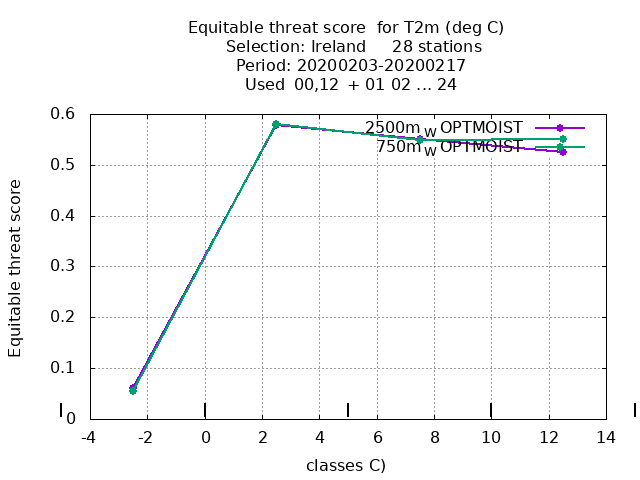 Equitable threat score for T2m (deg C)
Selection: Ireland 28 stations
Period: 20200203-20200217
Used 00,12 + 01 02 ... 24
2500m W OPTMOIST
750m W OPTMOIST
Equitable threat score
0.6
0.5
0.4
0.3
0.2
0.1
0
-4 -2 0 2 4 6 8 10 12 14
classes C)